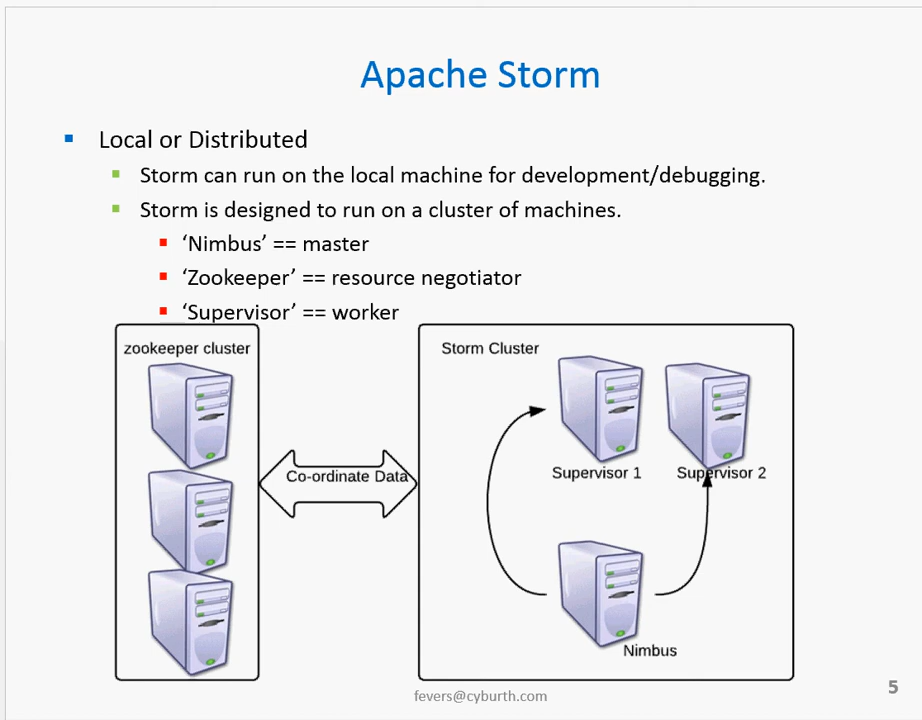 Apache Storm
Local or Distributed
Storm can run on the local machine for development/debugging.
Storm is designed to run on a cluster of machines.
‘Nimbus’ == master
‘Zookeeper’ == resource negotiator
‘Supervisor’ == worker
zookeeper cluster
Co-ordinate Data
Storm Cluster
Supervisor 1
Supervisor 2
Nimbus
fevers@cyburth.com
5